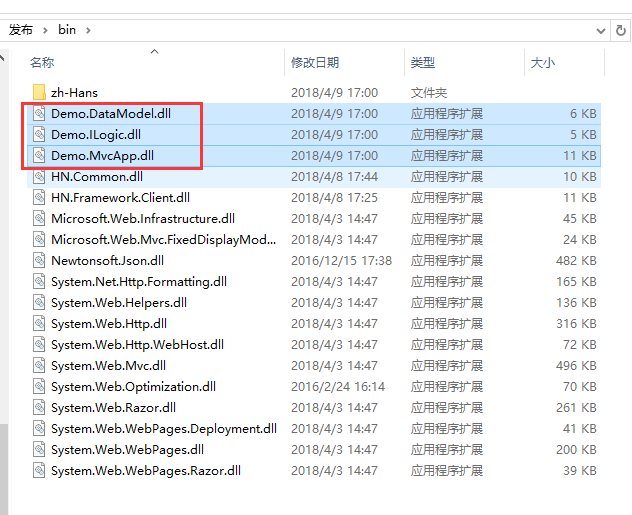 发布 bin
名称 修改日期 类型 大小
zh-Hans 2018/4/9 17:00 文件夹
Demo.DataModel.dll 2018/4/9 17:00 应用程序扩展 6 KB
Demo.ILogic.dll 2018/4/9 17:00 应用程序扩展 5 KB
Demo.MvcApp.dll 2018/4/9 17:00 应用程序扩展 11 KB
HN.Common.dll 2018/4/8 17:44 应用程序扩展 10 KB
HN.Framework.Client.dll 2018/4/8 17:25 应用程序扩展 11 KB
Microsoft.Web.Infrastructure.dll 2018/4/3 14:47 应用程序扩展 45 KB
Microsoft.Web.Mvc.FixedDisplayMod... 2018/4/3 14:47 应用程序扩展 24 KB
Newtonsoft.Json.dll 2016/12/15 17:38 应用程序扩展 482 KB
System.Net.Http.Formatting.dll 2018/4/3 14:47 应用程序扩展 165 KB
System.Web.Helpers.dll 2018/4/3 14:47 应用程序扩展 136 KB
System.Web.Http.dll 2018/4/3 14:47 应用程序扩展 316 KB
System.Web.Http.WebHost.dll 2018/4/3 14:47 应用程序扩展 72 KB
System.Web.Mvc.dll 2018/4/3 14:47 应用程序扩展 496 KB
System.Web.Optimization.dll 2016/2/24 16:14 应用程序扩展 70 KB
System.Web.Razor.dll 2018/4/3 14:47 应用程序扩展 261 KB
System.Web.WebPages.Deployment.dll 2018/4/3 14:47 应用程序扩展 41 KB
System.Web.WebPages.dll 2018/4/3 14:47 应用程序扩展 200 KB
System.Web.WebPages.Razor.dll 2018/4/3 14:47 应用程序扩展 39 KB